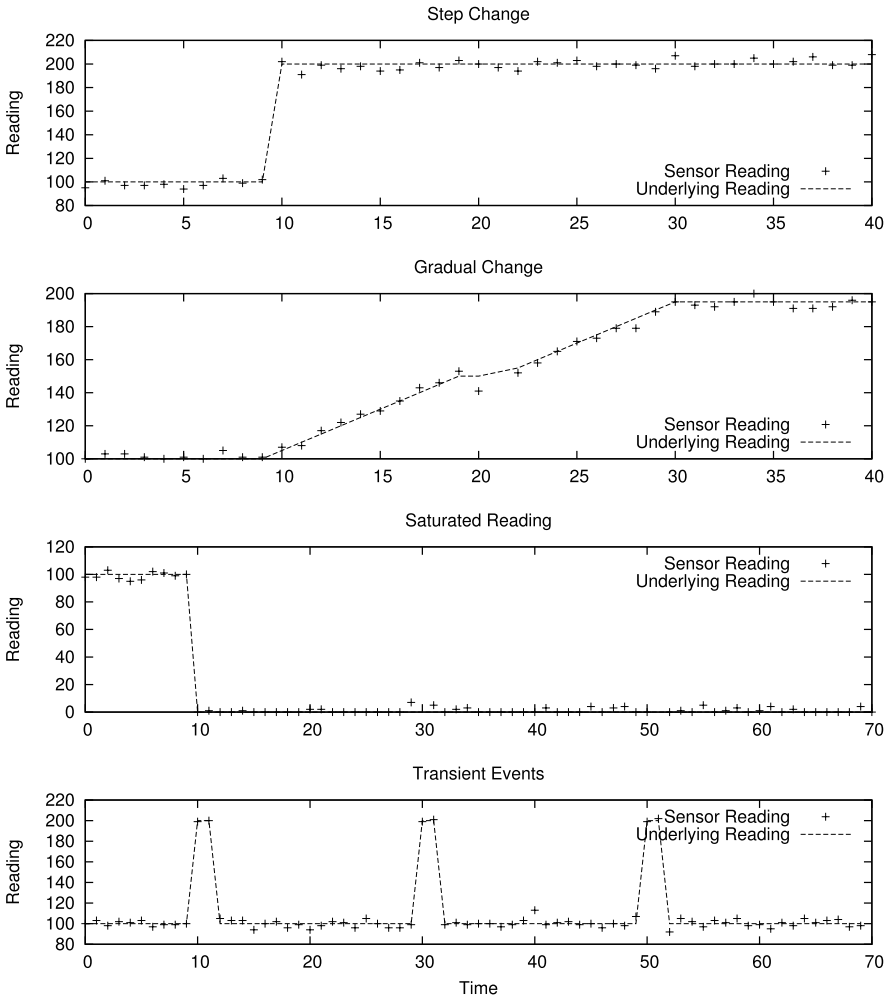 Step Change
220
200
180
160
140
120
100
80
Reading
Sensor Reading
Underlying Reading
0 5 10 15 20 25 30 35 40
Gradual Change
200
180
160
140
120
100
Reading
Sensor Reading
Underlying Reading
0 5 10 15 20 25 30 35 40
Saturated Reading
120
100
80
60
40
20
0
Reading
Sensor Reading
Underlying Reading
0 10 20 30 40 50 60 70
Transient Events
220
200
180
160
140
120
100
80
Reading
Sensor Reading
Underlying Reading
0 10 20 30 40 50 60 70
Time